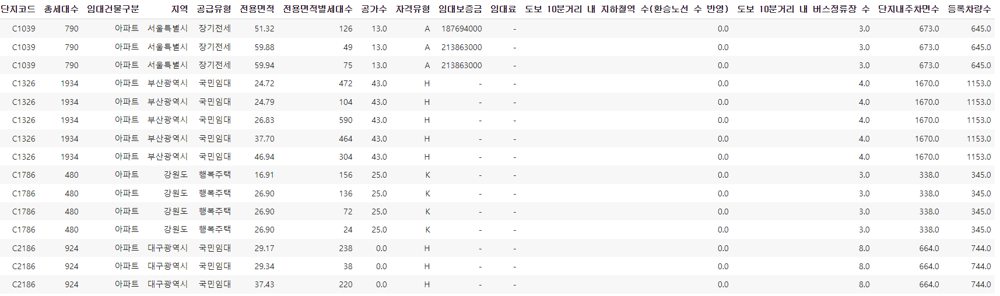 단지코드 총세대수 임대건물구분 지역 공급유형 전용면적 전용면적별세대수 공가수 자격유형 임대보증금 임대료 도보 10분거리 내 지하철역 수(환승노선 수 반영) 도보 10분거리 내 버스정류장 수 단지내주차면수 등록차량수
C1039 790 아파트 서울특별시 장기전세 51.32 126 13.0 A 187694000 - 0.0 3.0 673.0 645.0
C1039 790 아파트 서울특별시 장기전세 59.88 49 13.0 A 213863000 - 0.0 3.0 673.0 645.0
C1039 790 아파트 서울특별시 장기전세 59.94 75 13.0 A 213863000 - 0.0 3.0 673.0 645.0
C1326 1934 아파트 부산광역시 국민임대 24.72 472 43.0 H - - 0.0 4.0 1670.0 1153.0
C1326 1934 아파트 부산광역시 국민임대 24.79 104 43.0 H - - 0.0 4.0 1670.0 1153.0
C1326 1934 아파트 부산광역시 국민임대 26.83 590 43.0 H - - 0.0 4.0 1670.0 1153.0
C1326 1934 아파트 부산광역시 국민임대 37.70 464 43.0 H - - 0.0 4.0 1670.0 1153.0
C1326 1934 아파트 부산광역시 국민임대 46.94 304 43.0 H - - 0.0 4.0 1670.0 1153.0
C1786 480 아파트 강원도 행복주택 16.91 156 25.0 K - - 0.0 3.0 338.0 345.0
C1786 480 아파트 강원도 행복주택 26.90 136 25.0 K - - 0.0 3.0 338.0 345.0
C1786 480 아파트 강원도 행복주택 26.90 72 25.0 K - - 0.0 3.0 338.0 345.0
C1786 480 아파트 강원도 행복주택 26.90 24 25.0 K - - 0.0 3.0 338.0 345.0
C2186 924 아파트 대구광역시 국민임대 29.17 238 0.0 H - - 0.0 8.0 664.0 744.0
C2186 924 아파트 대구광역시 국민임대 29.34 38 0.0 H - - 0.0 8.0 664.0 744.0
C2186 924 아파트 대구광역시 국민임대 37.43 220 0.0 H - - 0.0 8.0 664.0 744.0